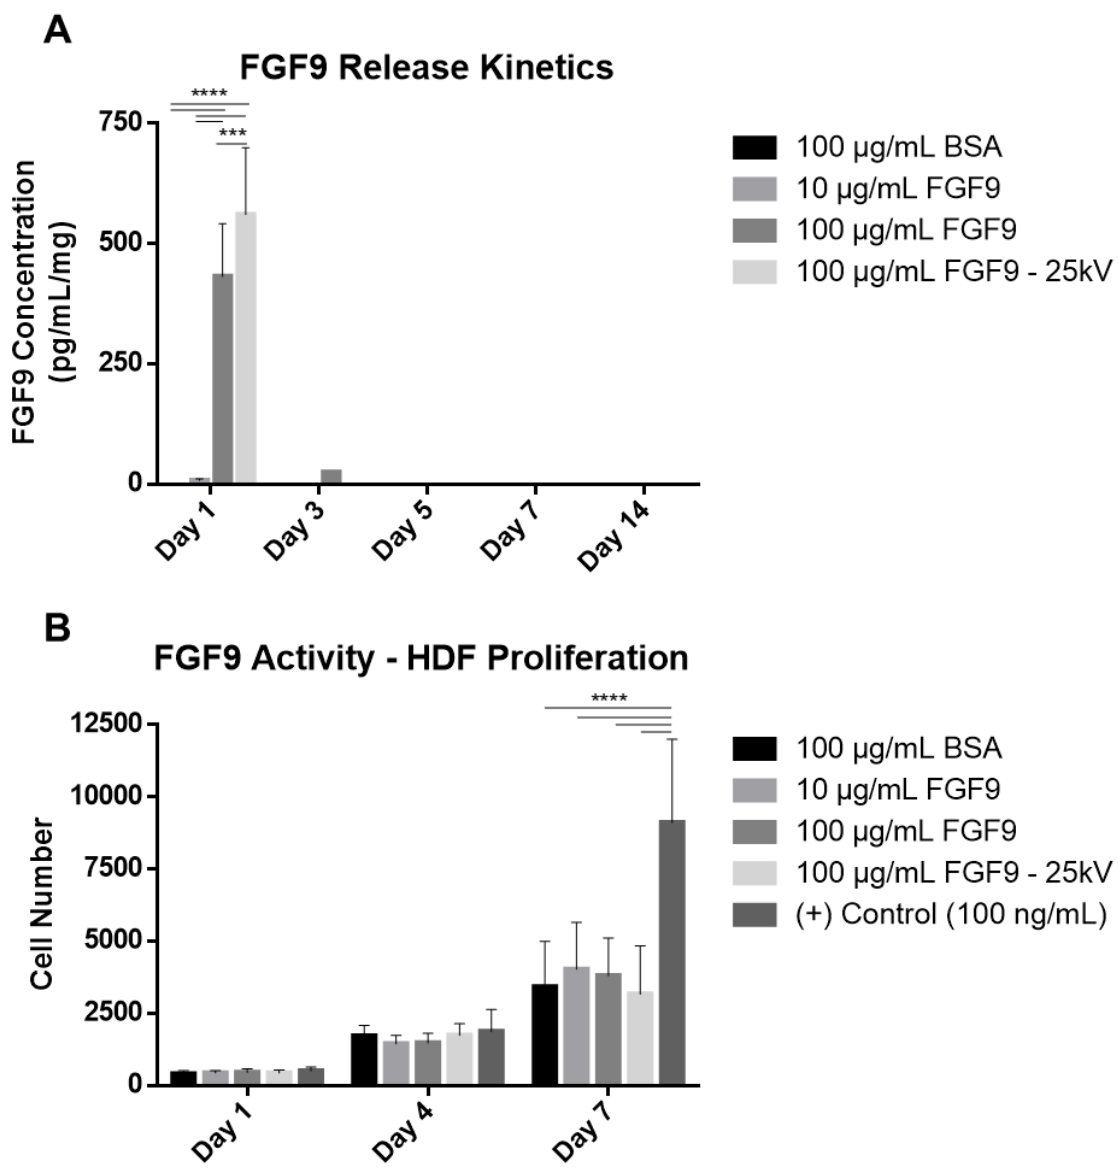 A
FGF9 Release Kinetics
****
***
750
500
250
0
FGF9 Concentration
(pg/mL/mg)
Day 1
Day 3
Day 5
Day 7
Day 14
100 µg/mL BSA
10 µg/mL FGF9
100 µg/mL FGF9
100 µg/mL FGF9 - 25kV
B
FGF9 Activity - HDF Proliferation
****
12500
10000
7500
5000
2500
0
Cell Number
Day 1
Day 4
Day 7
100 µg/mL BSA
10 µg/mL FGF9
100 µg/mL FGF9
100 µg/mL FGF9 - 25kV
(+) Control (100 ng/mL)